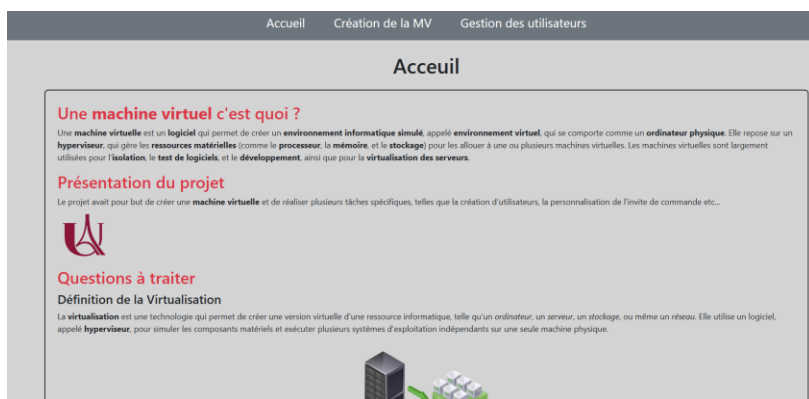 Accueil Création de la MV Gestion des utilisateurs
Acceuil
Une machine virtuel c'est quoi ?
Une machine virtuelle est un logiciel qui permet de créer un environnement informatique simulé, appelé environnement virtuel, qui se comporte comme un ordinateur physique. Elle repose sur un
hyperviseur, qui gère les ressources matérielles (comme le processeur, la mémoire, et le stockage) pour les allouer à une ou plusieurs machines virtuelles. Les machines virtuelles sont largement
utilisées pour l'isolation, le test de logiciels, et le développement, ainsi que pour la virtualisation des serveurs.
Présentation du projet
Le projet avait pour but de créer une machine virtuelle et de réaliser plusieurs tâches spécifiques, telles que la création d'utilisateurs, la personnalisation de l'invite de commande etc...
Questions à traiter
Définition de la Virtualisation
La virtualisation est une technologie qui permet de créer une version virtuelle d'une ressource informatique, telle qu'un ordinateur, un serveur, un stockage, ou même un réseau. Elle utilise un logiciel,
appelé hyperviseur, pour simuler les composants matériels et exécuter plusieurs systèmes d'exploitation indépendants sur une seule machine physique.